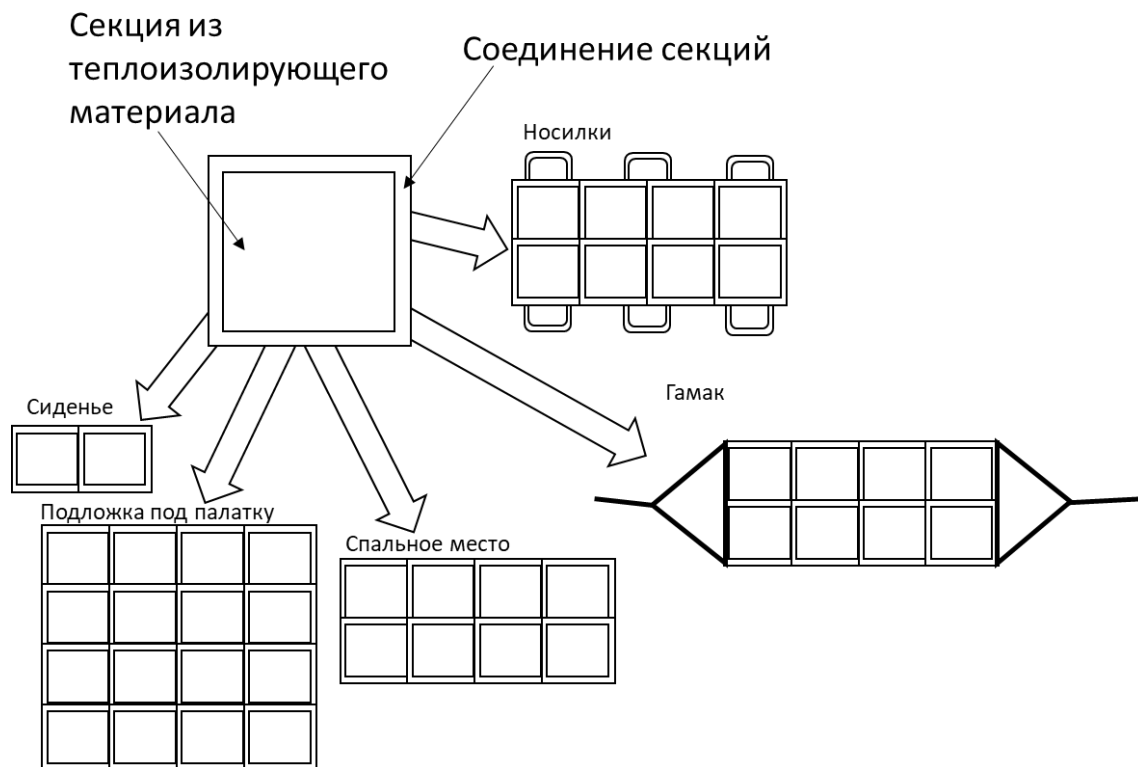 Секция из
теплоизолирующего
материала
Соединение секций
Носилки
Гамак
Сиденье
Подложка под палатку
Спальное место